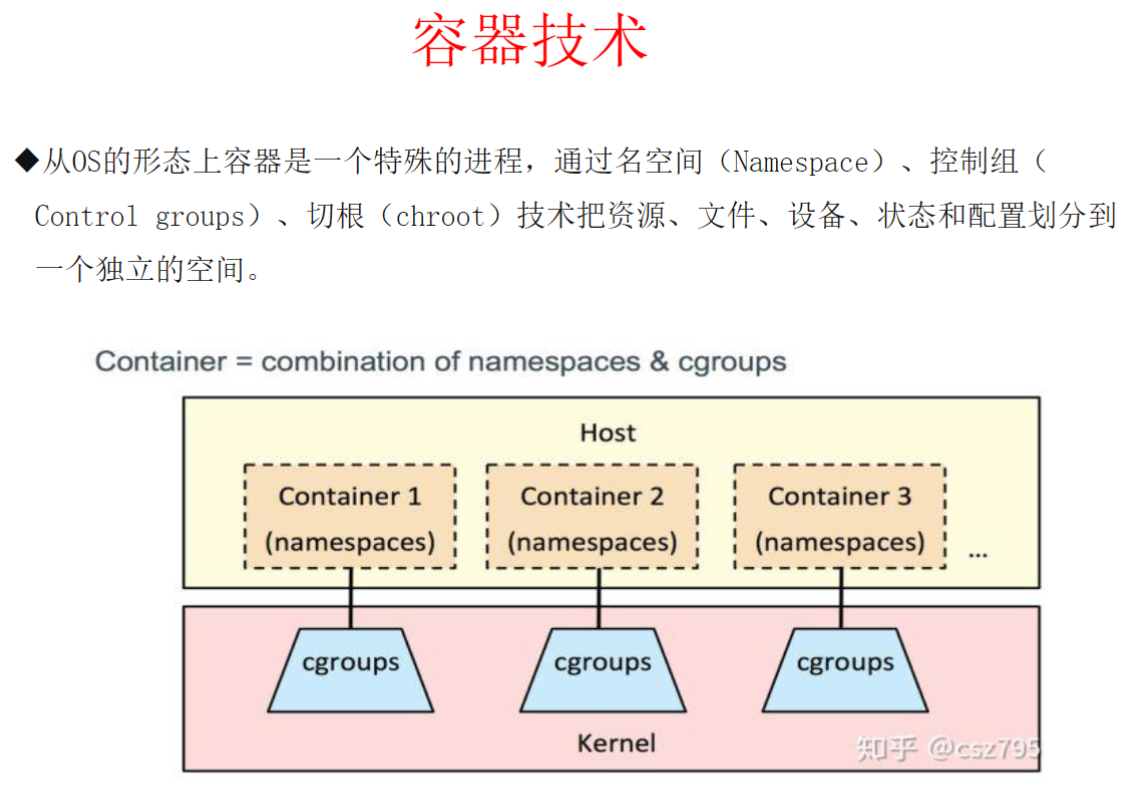 容器技术
◆从OS的形态上容器是一个特殊的进程，通过名空间（Namespace）、控制组（
Control groups）、切根（chroot）技术把资源、文件、设备、状态和配置划分到
一个独立的空间。
Container = combination of namespaces & cgroups
Host
Container 1
(namespaces)
Container 2
(namespaces)
Container 3
(namespaces)
...
cgroups
cgroups
cgroups
Kernel
知乎 @csz795